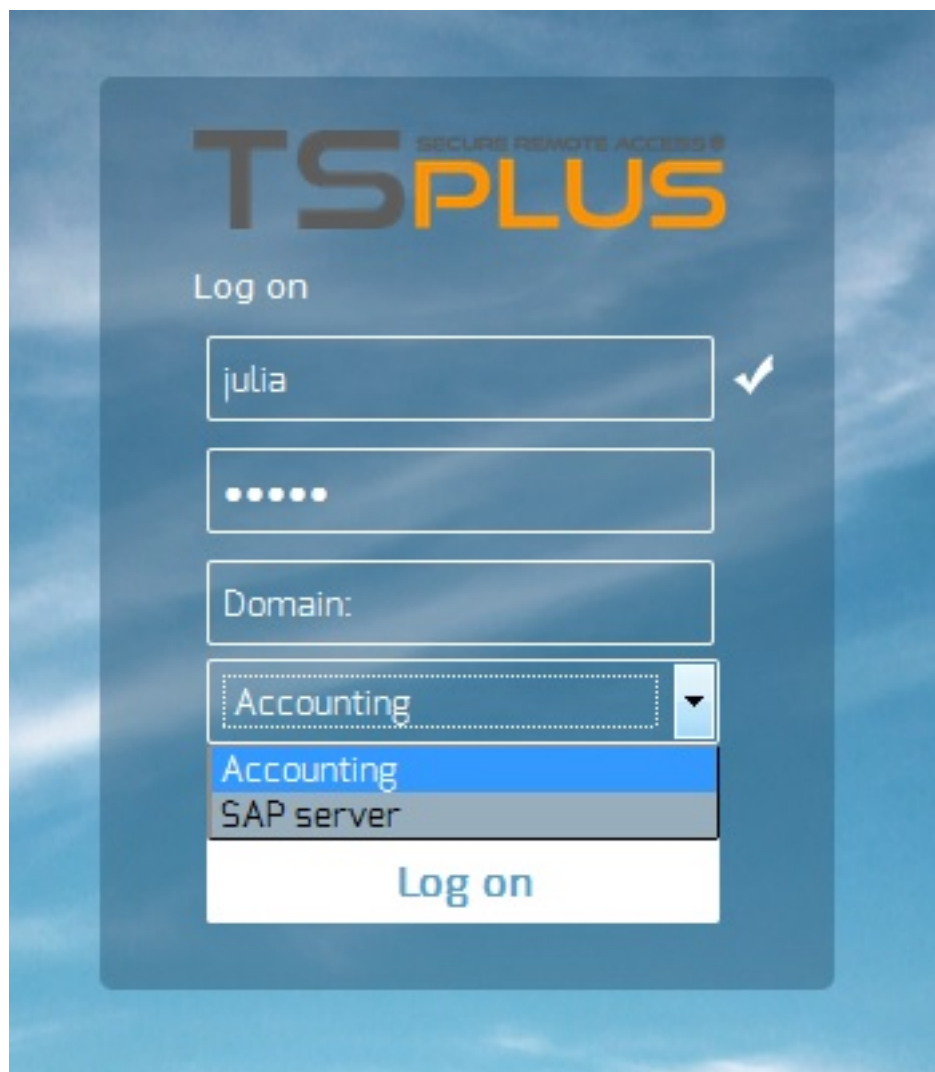 TSPLUS
SECURE REMOTE ACCESS®
Log on
julia
•••••
Domain:
Accounting
Accounting
SAP server
Log on